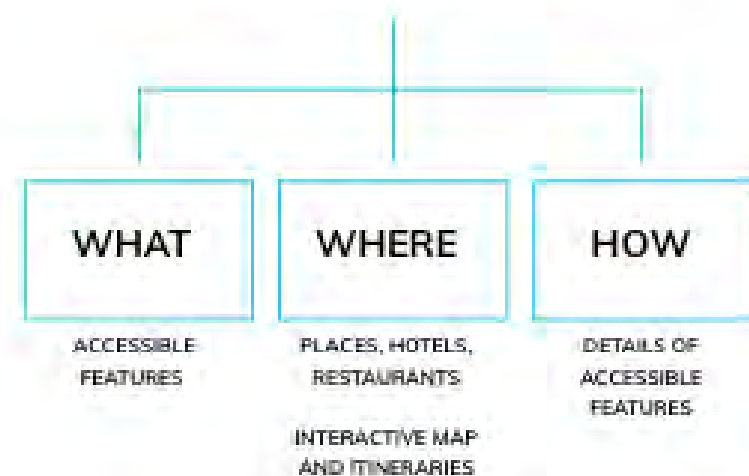 WHAT
ACCESSIBLE
FEATURES
WHERE
PLACES, HOTELS,
RESTAURANTS
INTERACTIVE MAP
AND ITINERARIES
HOW
DETAILS OF
ACCESSIBLE
FEATURES